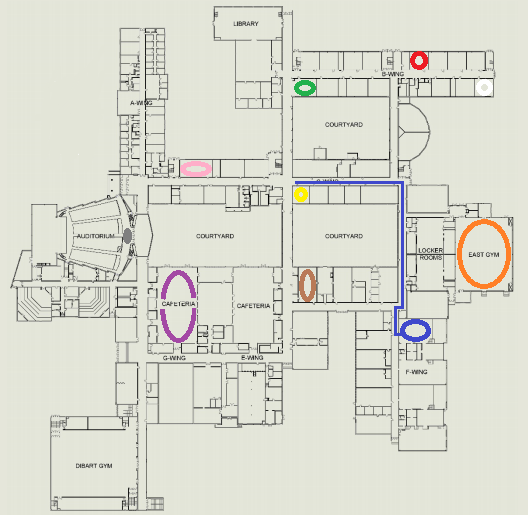 LIBRARY
B-WING
A-WING
COURTYARD
AUDITORIUM
COURTYARD
COURTYARD
LOCKER
ROOMS
EAST GYM
CAFETERIA
CAFETERIA
G-WING
E-WING
F-WING
DIBART GYM